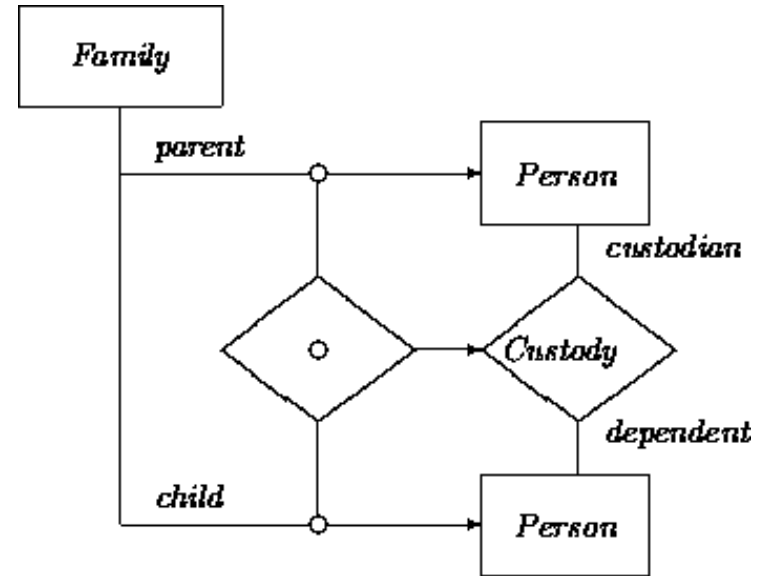 Family
parent
Person
custodian
Custody
dependent
child
Person